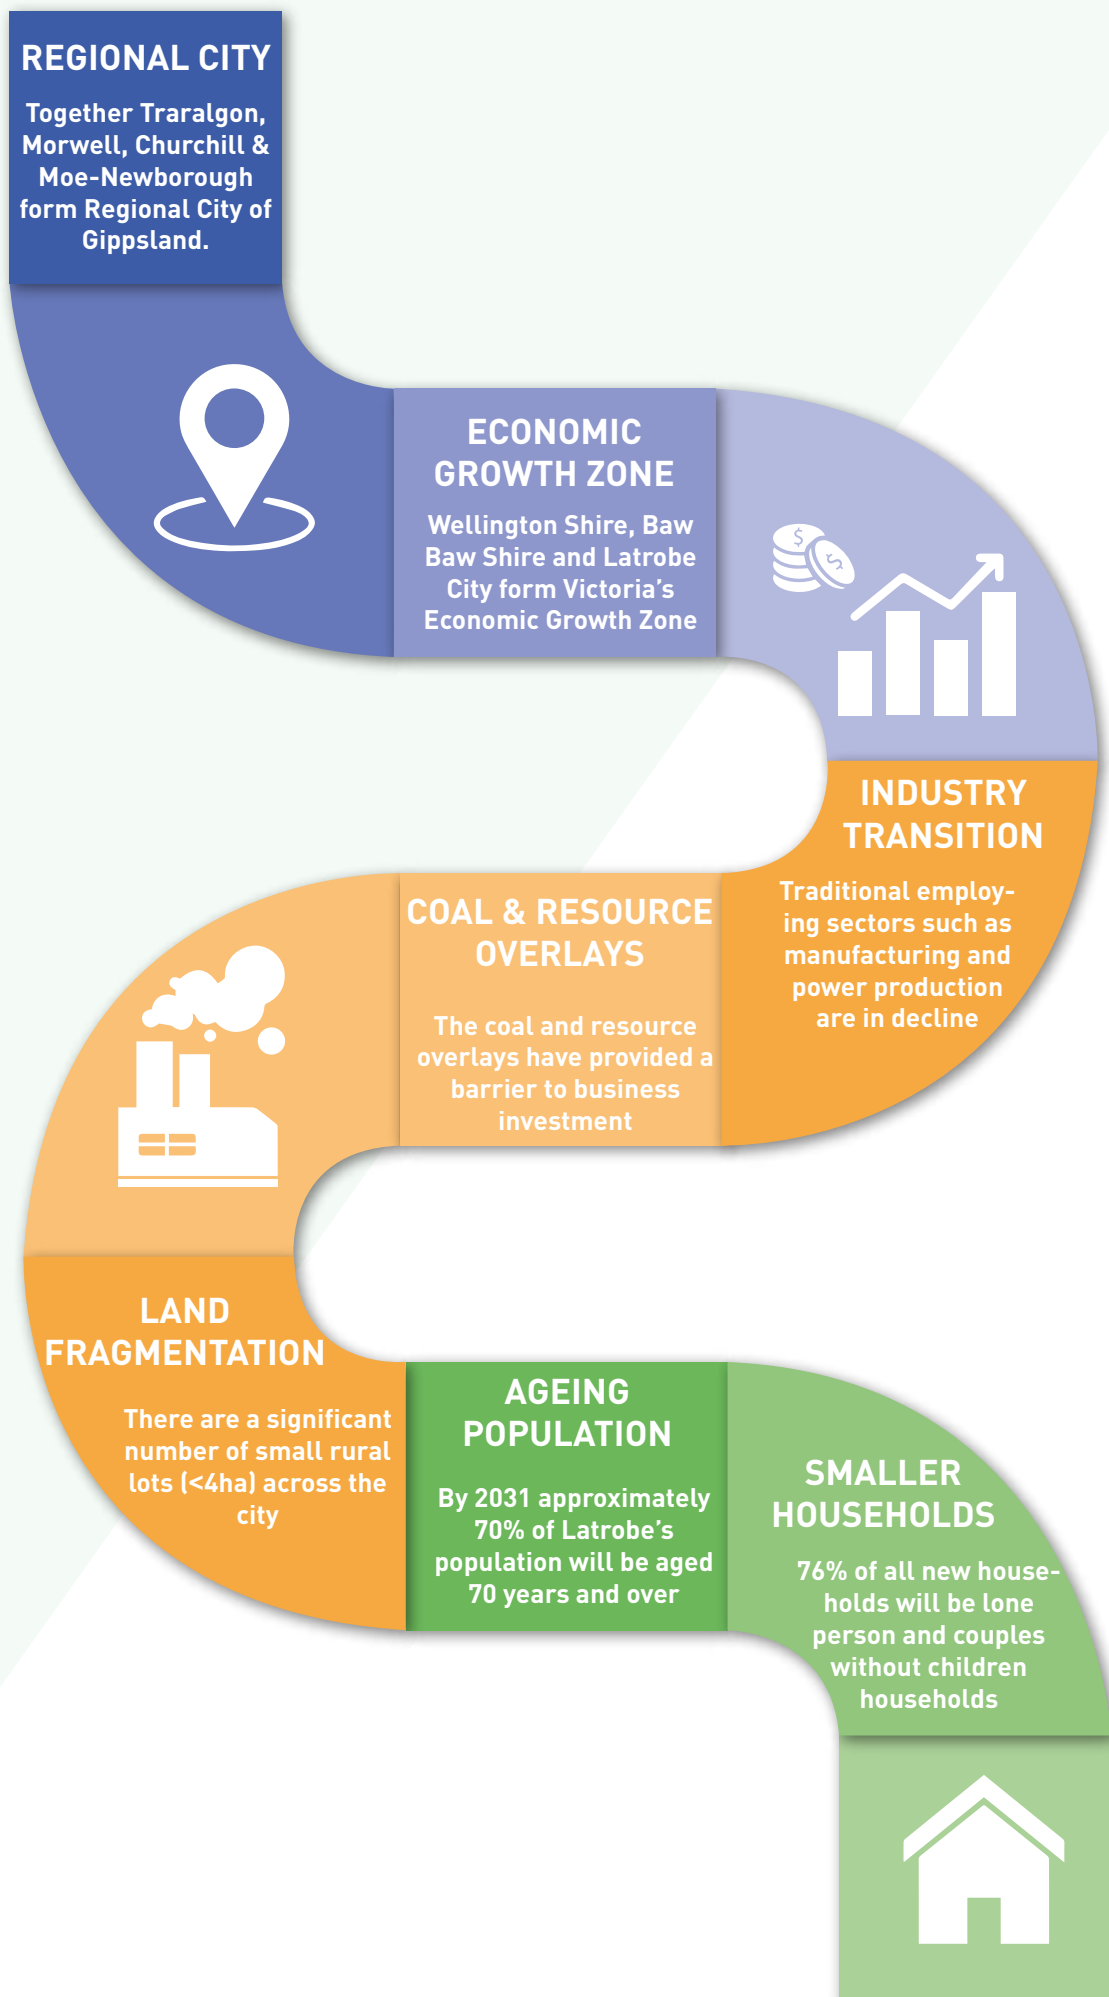 REGIONAL CITY
Together Traralgon,
Morwell, Churchill &
Moe-Newborough
form Regional City of
Gippsland.
ECONOMIC
GROWTH ZONE
Wellington Shire, Baw
Baw Shire and Latrobe
City form Victoria's
Economic Growth Zone
$
$
INDUSTRY
TRANSITION
Traditional employ-
ing sectors such as
manufacturing and
power production
are in decline
COAL & RESOURCE
OVERLAYS
The coal and resource
overlays have provided a
barrier to business
investment
LAND
FRAGMENTATION
There are a significant
number of small rural
lots (<4ha) across the
city
AGEING
POPULATION
By 2031 approximately
70% of Latrobe's
population will be aged
70 years and over
SMALLER
HOUSEHOLDS
76% of all new house-
holds will be lone
person and couples
without children
households